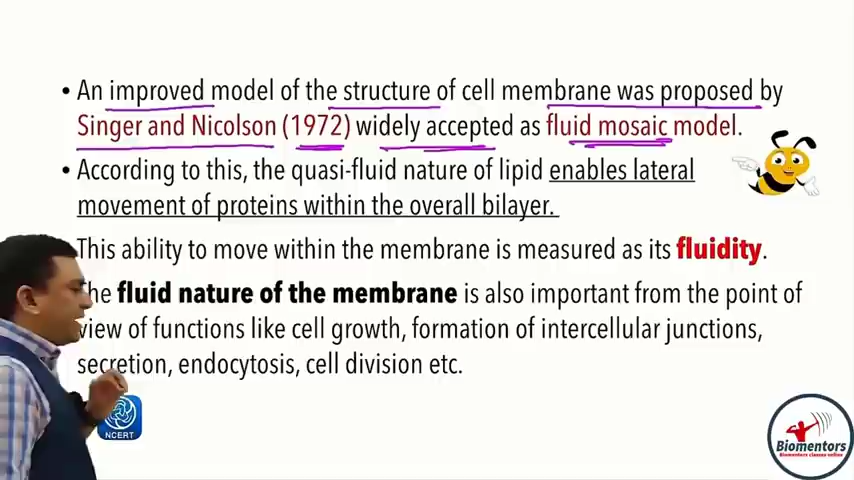 • An improved model of the structure of cell membrane was proposed by
Singer and Nicolson (1972) widely accepted as fluid mosaic model.
• According to this, the quasi-fluid nature of lipid enables lateral
movement of proteins within the overall bilayer.
This ability to move within the membrane is measured as its fluidity.
he fluid nature of the membrane is also important from the point of
view of functions like cell growth, formation of intercellular junctions,
secretion, endocytosis, cell division etc.
NCERT
Biomentors
Biomentors classes online